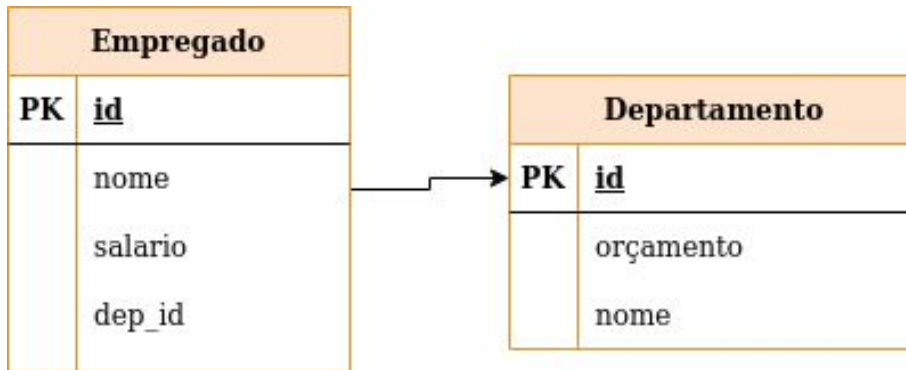 Empregado
PK id
nome
salario
dep_id
Departamento
PK id
orçamento
nome